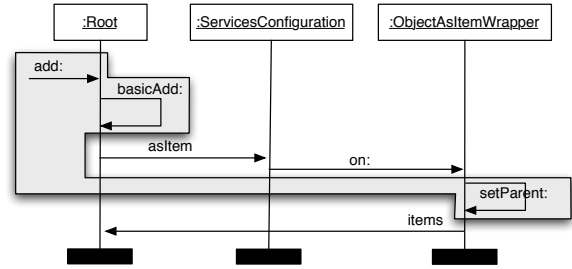 :Root
:ServicesConfiguration
:ObjectAsItemWrapper
add:
basicAdd:
asItem
on:
setParent:
items